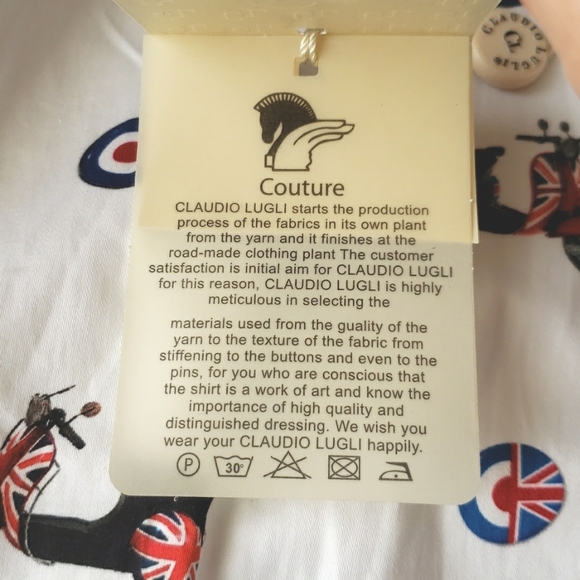 CLAUDIO LUGLI
CL
Couture
CLAUDIO LUGLI starts the production
process of the fabrics in its own plant
from the yarn and it finishes at the
road-made clothing plant The customer
satisfaction is initial aim for CLAUDIO LUGLI
for this reason, CLAUDIO LUGLI is highly
meticulous in selecting the
materials used from the guality of the
yarn to the texture of the fabric from
stiffening to the buttons and even to the
pins, for you who are conscious that
the shirt is a work of art and know the
importance of high quality and
distinguished dressing. We wish you
wear your CLAUDIO LUGLI happily.
P 30°